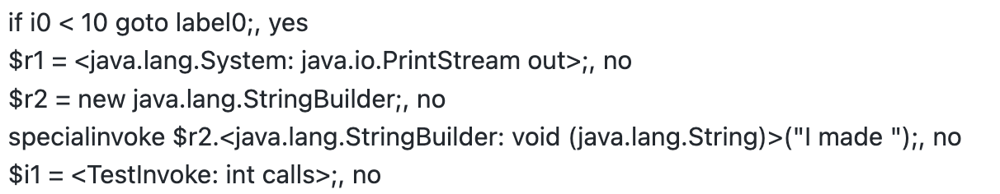 if i0 < 10 goto label0;, yes
$r1 = <java.lang.System: java.io.PrintStream out>;, no
$r2 = new java.lang.StringBuilder;, no
specialinvoke $r2.<java.lang.StringBuilder: void (java.lang.String)>("I made ");, no
$i1 = <TestInvoke: int calls>;, no